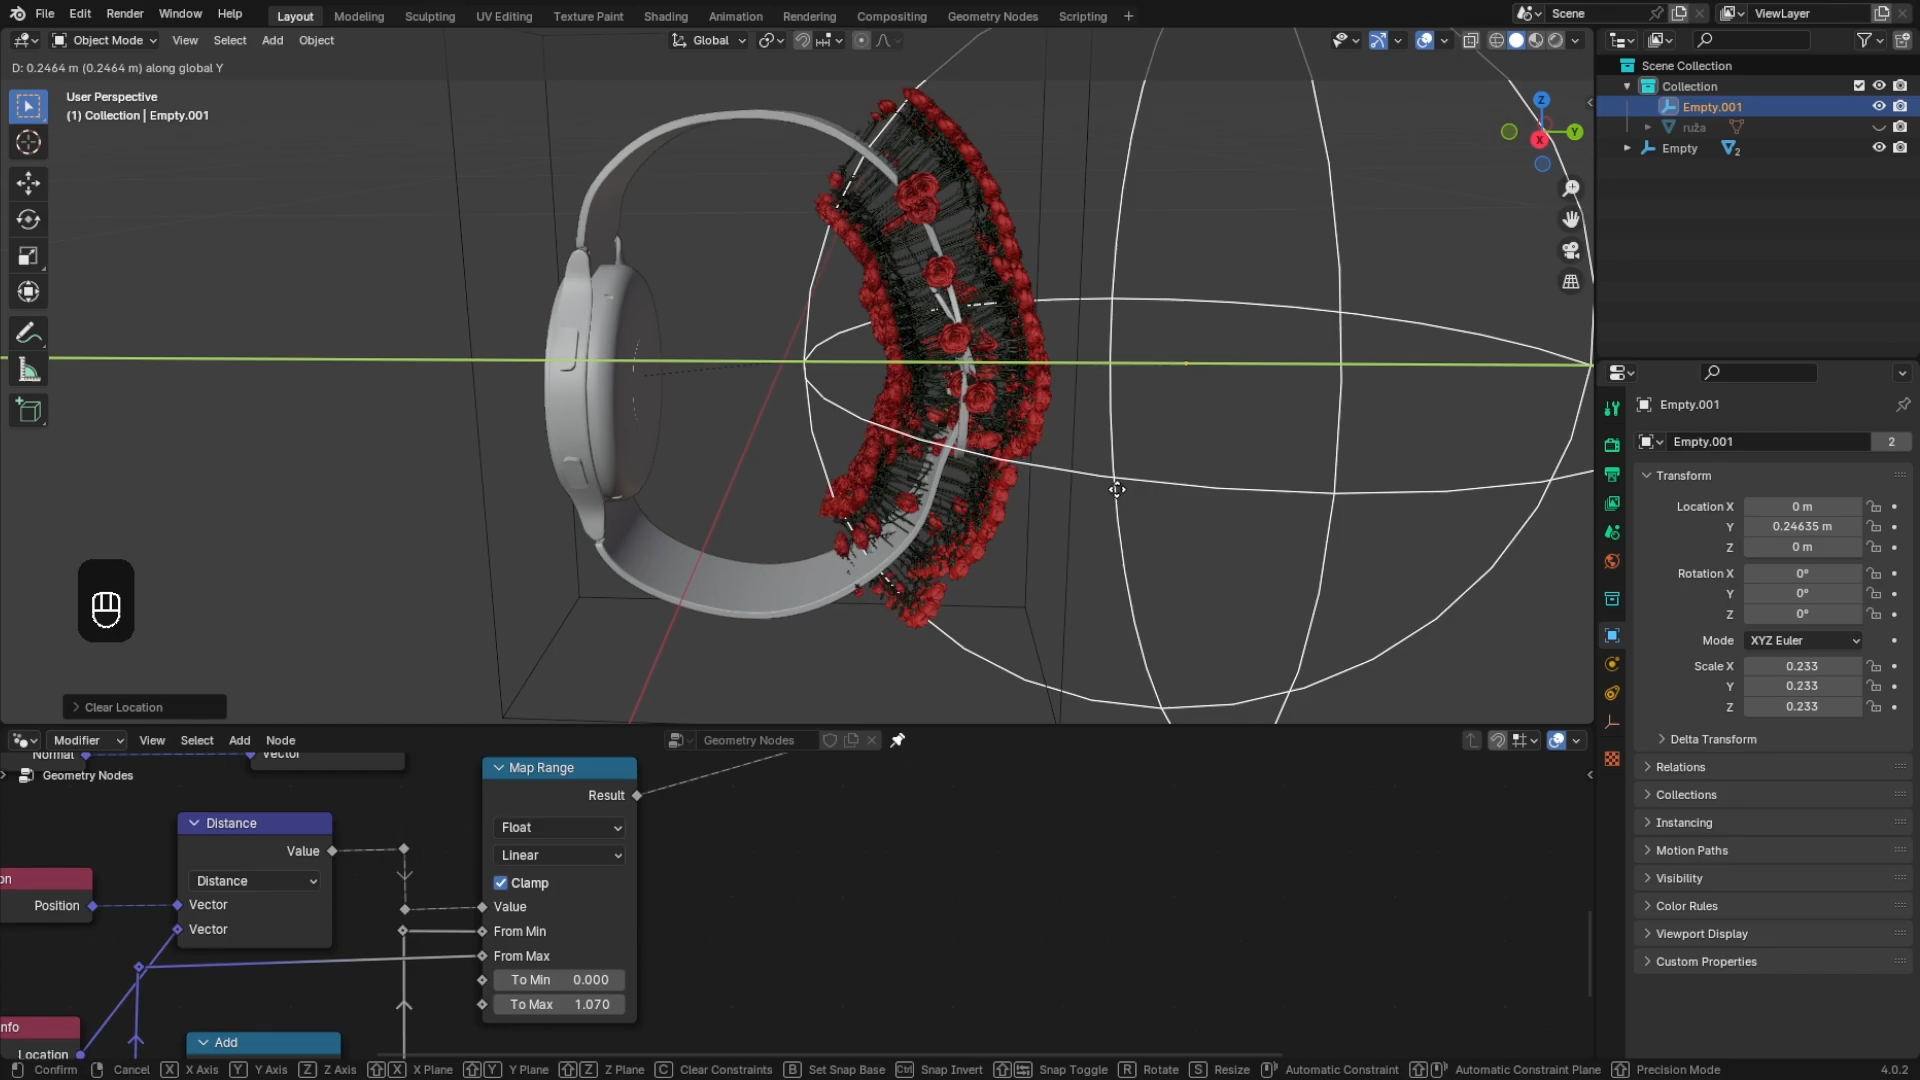 File Edit Render Window Help Layout Modeling Sculpting UV Editing Texture Paint Shading Animation Rendering Compositing Geometry Nodes Scripting + Scene ViewLayer
Object Mode View Select Add Object Global
D: 0.2464 m (0.2464 m) along global Y
User Perspective
(1) Collection | Empty.001
Z
Y
X
Clear Location
Scene Collection
Collection
Empty.001
ruža
Empty 2
Empty.001
Empty.001 2
Transform
Location X 0 m
Y 0.24635 m
Z 0 m
Rotation X 0°
Y 0°
Z 0°
Mode XYZ Euler
Scale X 0.233
Y 0.233
Z 0.233
Delta Transform
Relations
Collections
Instancing
Motion Paths
Visibility
Color Rules
Viewport Display
Custom Properties
Modifier View Select Add Node Geometry Nodes
Normal Vector
Geometry Nodes
Map Range
Result
Float
Linear
Clamp
Value
From Min
From Max
To Min 0.000
To Max 1.070
Distance
Value
Distance
Vector
Vector
on
Position
nfo
Location
Add
Confirm Cancel X X Axis Y Y Axis Z Z Axis X X Plane Y Y Plane Z Z Plane C Clear Constraints B Set Snap Base Ctrl Snap Invert Snap Toggle R Rotate S Resize Automatic Constraint Automatic Constraint Plane Precision Mode 4.0.2